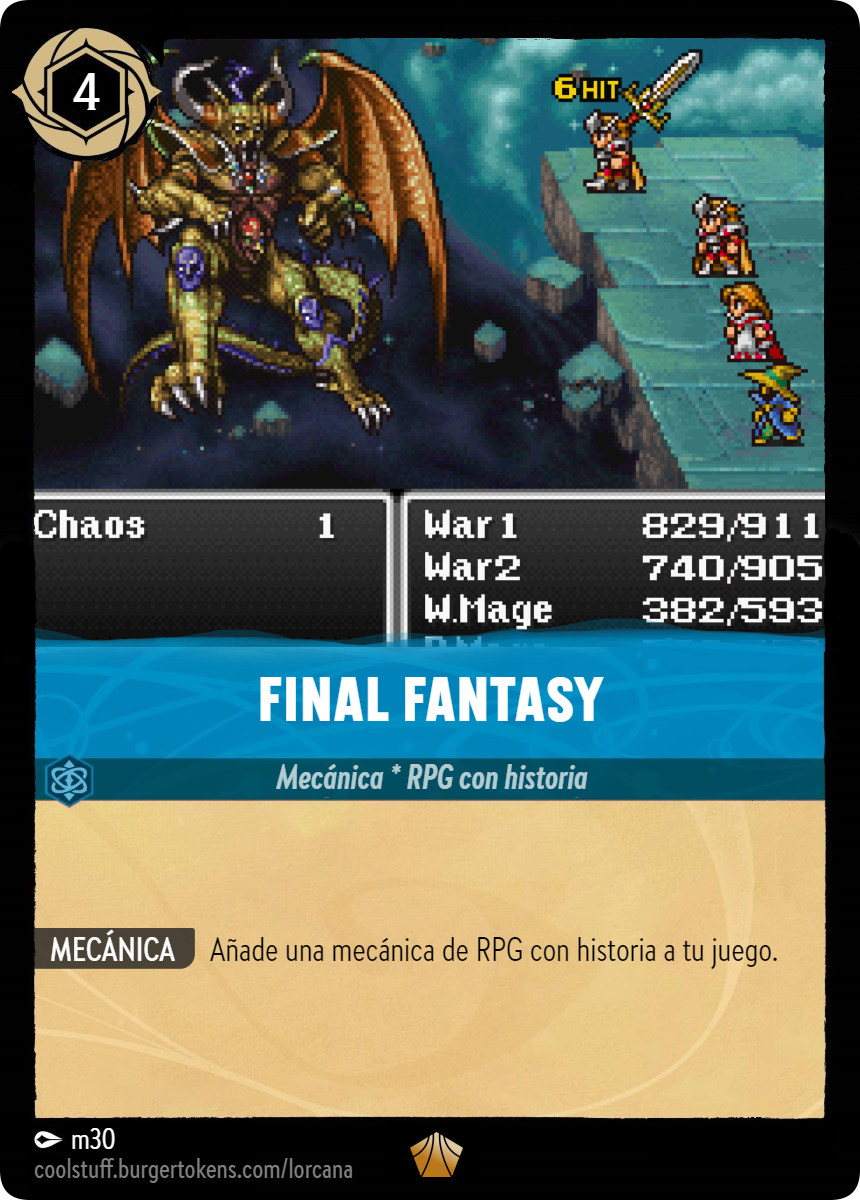 4
6 HIT
Chaos 1
War1 829/911
War2 740/905
W.Mage 382/593
FINAL FANTASY
Mecánica * RPG con historia
MECÁNICA Añade una mecánica de RPG con historia a tu juego.
m30
coolstuff.burgertokens.com/lorcana